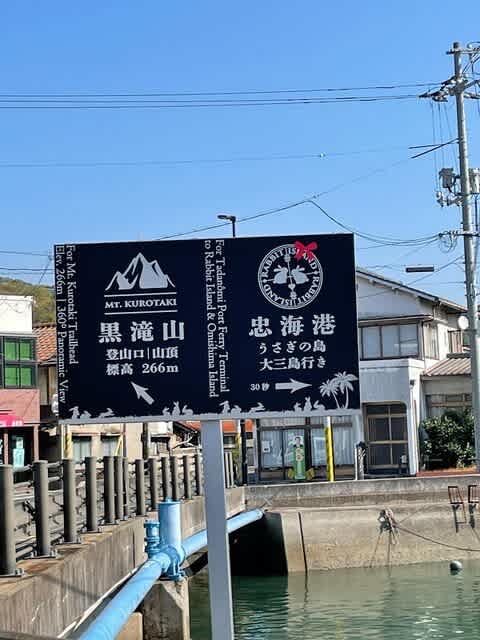 For Mt. Kurotaki Trailhead
Elev. 266m | 360° Panoramic View
MT. KUROTAKI
黒滝山
登山口|山頂
標高 266m
For Tadanoumi Port Ferry Terminal
to Rabbit Island & Omishima Island
RABBIT ISLAND
RABBIT ISLAND
忠海港
うさぎの島
大三島行き
30秒